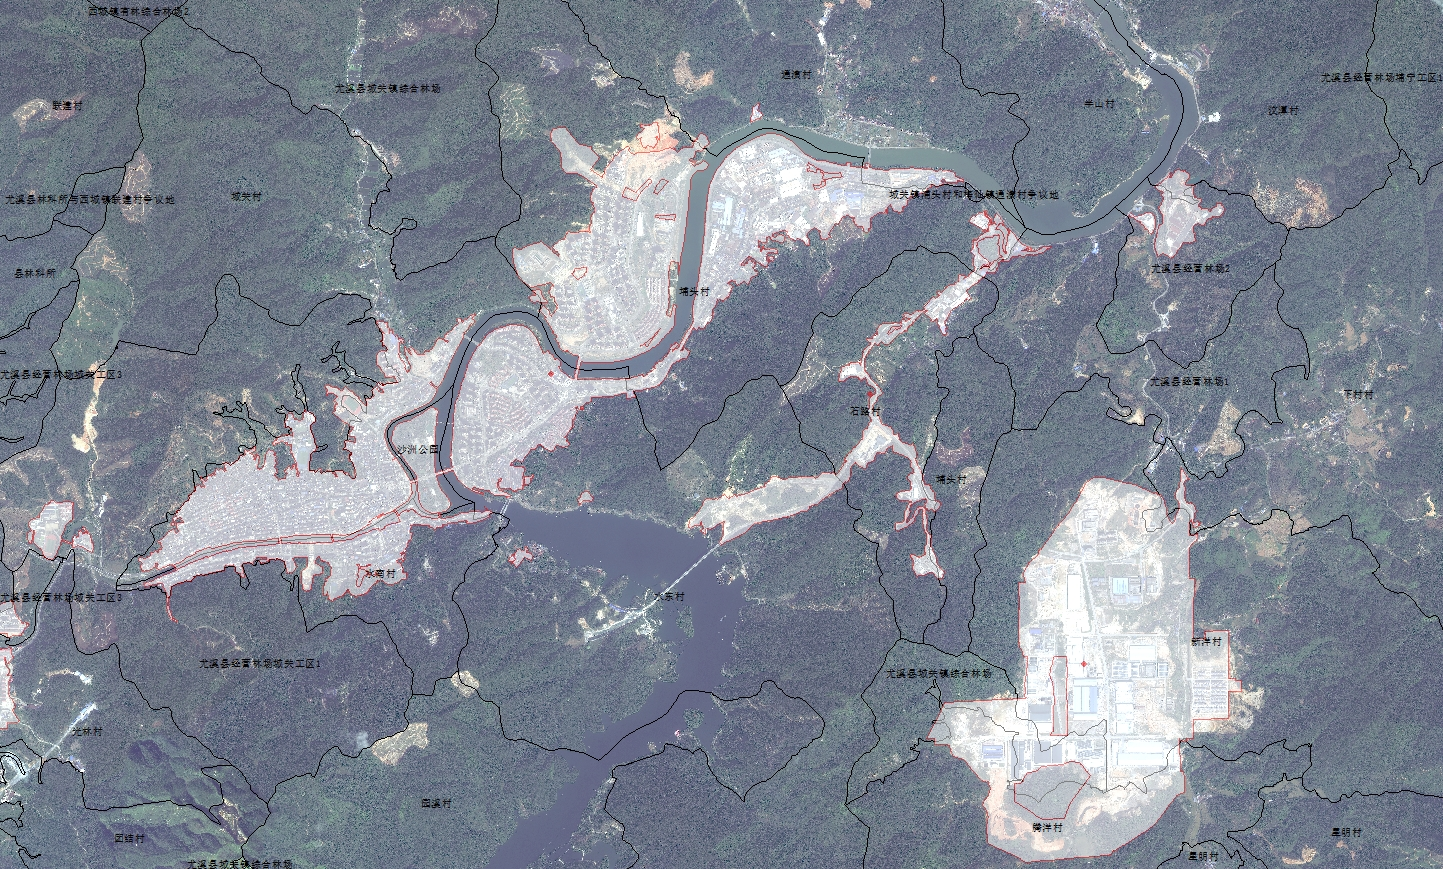 西城镇有林综合林场2
尤溪县城关镇综合林场
通演村
尤溪县经营林场埔宁工区1
联建村
半山村
汶潭村
尤溪县林科所与西城镇联建村争议地
城关村
城关镇埔头村和梅仙镇通演村争议地
县林科所
尤溪县经营林场2
埔头村
尤溪县经营林场城关工区3
尤溪县经营林场1
下村村
沙洲公园
埔头村
水南村
尤溪县经营林场城关工区3
水东村
新洋村
尤溪县经营林场城关工区1
尤溪县城关镇综合林场
光林村
园溪村
腾洋村
团结村
星明村
星明村
尤溪县城关镇综合林场